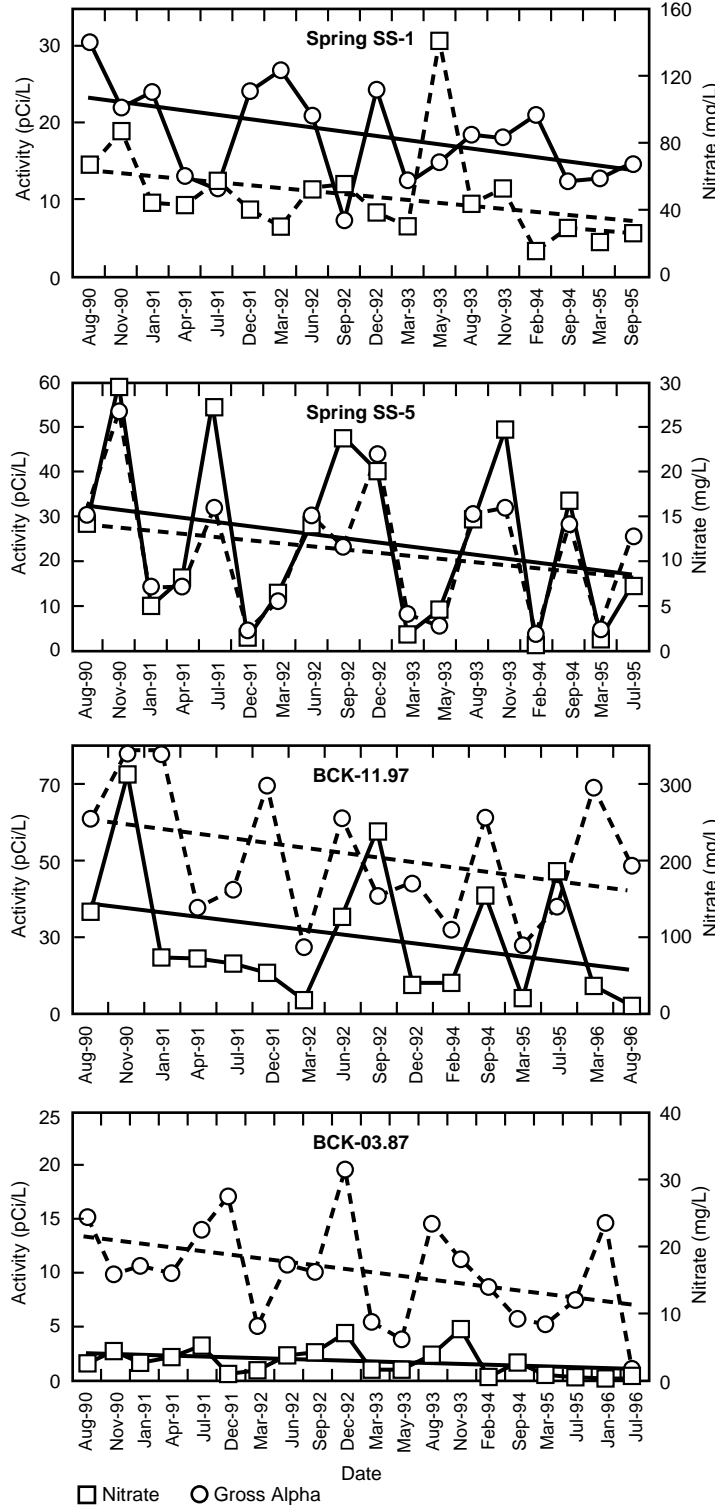 Spring SS-1
Activity (pCi/L)
30
20
10
0
160
120
80
40
0
Nitrate (mg/L)
Aug-90
Nov-90
Jan-91
Apr-91
Jul-91
Dec-91
Mar-92
Jun-92
Sep-92
Dec-92
Mar-93
May-93
Aug-93
Nov-93
Feb-94
Sep-94
Mar-95
Sep-95
Spring SS-5
Activity (pCi/L)
60
50
40
30
20
10
0
30
25
20
15
10
5
0
Nitrate (mg/L)
Aug-90
Nov-90
Jan-91
Apr-91
Jul-91
Dec-91
Mar-92
Jun-92
Sep-92
Dec-92
Mar-93
May-93
Aug-93
Nov-93
Feb-94
Sep-94
Mar-95
Jul-95
BCK-11.97
Activity (pCi/L)
70
50
30
0
300
200
100
0
Nitrate (mg/L)
Aug-90
Nov-90
Jan-91
Apr-91
Jul-91
Dec-91
Mar-92
Jun-92
Sep-92
Dec-92
Feb-94
Sep-94
Mar-95
Jul-95
Mar-96
Aug-96
BCK-03.87
Activity (pCi/L)
25
20
15
10
5
0
40
30
20
10
0
Nitrate (mg/L)
Aug-90
Nov-90
Jan-91
Apr-91
Jul-91
Dec-91
Mar-92
Jun-92
Sep-92
Dec-92
Mar-93
May-93
Aug-93
Nov-93
Feb-94
Sep-94
Mar-95
Jul-95
Jan-96
Jul-96
Date
Nitrate
Gross Alpha